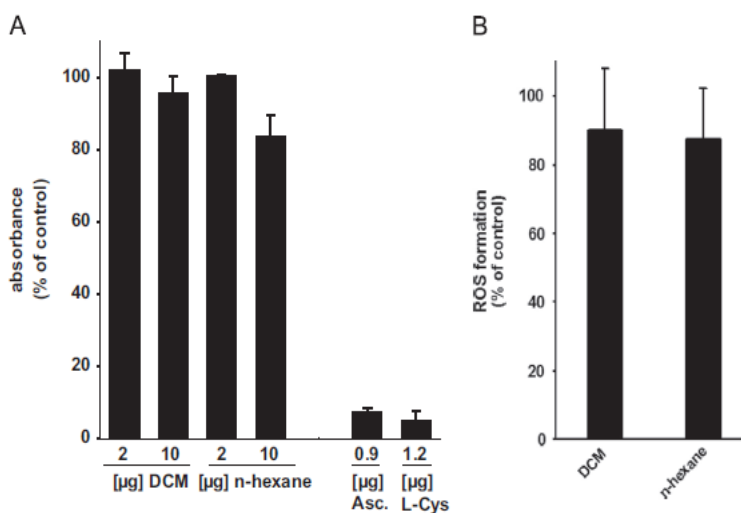 A
absorbance
(% of control)
100
80
60
40
20
0
2 10 2 10 0.9 1.2
[µg] DCM [µg] n-hexane [µg] [µg]
Asc. L-Cys
B
ROS formation
(% of control)
100
80
60
40
20
0
DCM
n-hexane